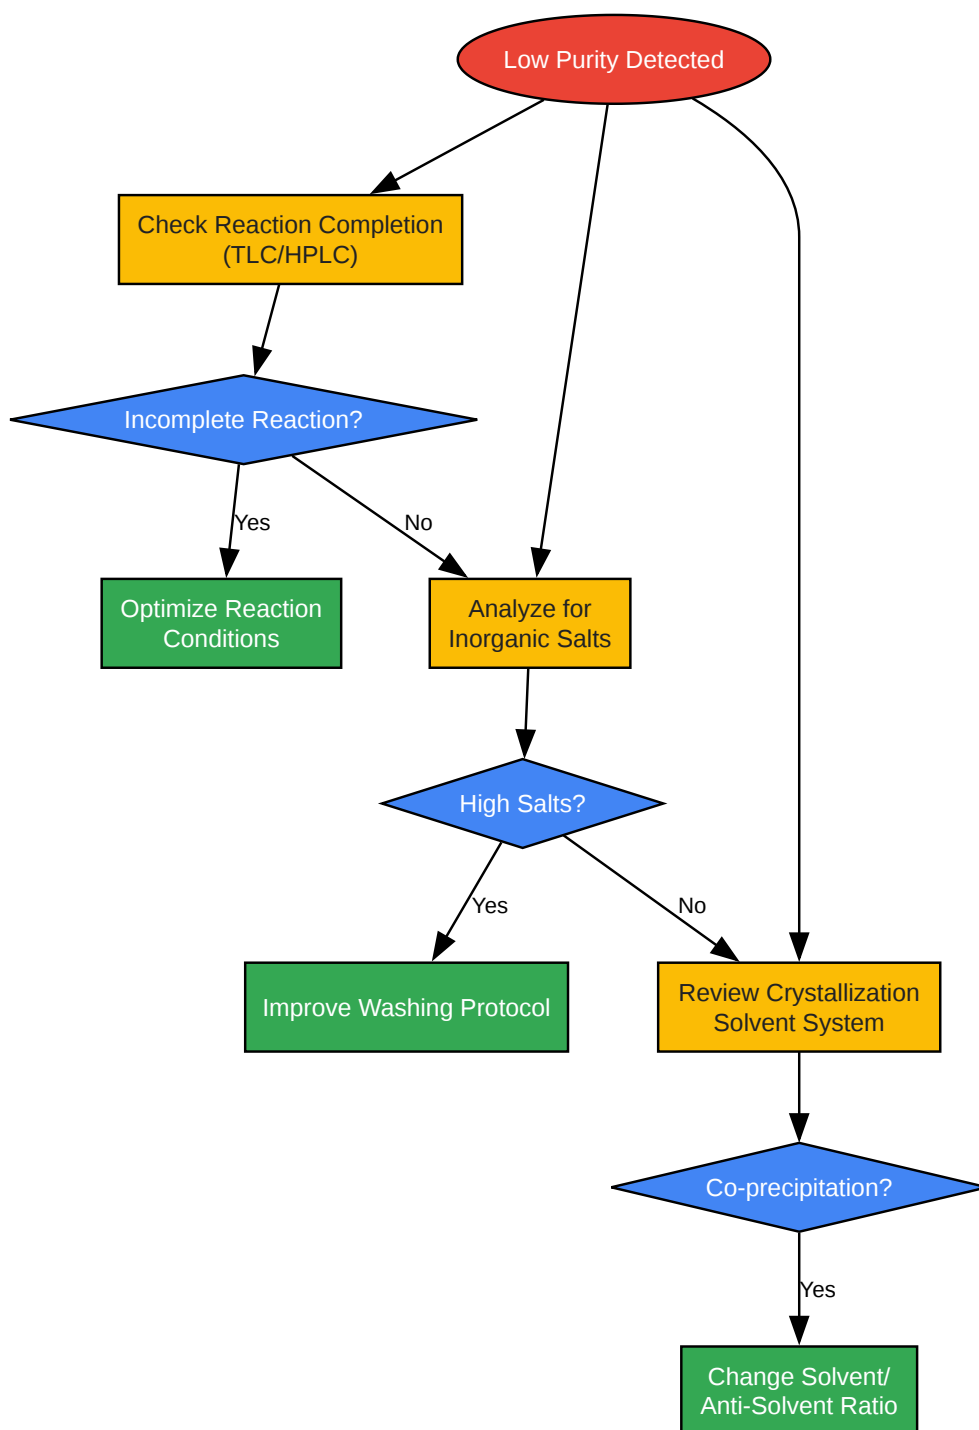 Low Purity Detected
Check Reaction Completion
(TLC/HPLC)
Incomplete Reaction?
Yes
No
Optimize Reaction
Conditions
Analyze for
Inorganic Salts
High Salts?
Yes
No
Improve Washing Protocol
Review Crystallization
Solvent System
Co-precipitation?
Yes
Change Solvent/
Anti-Solvent Ratio